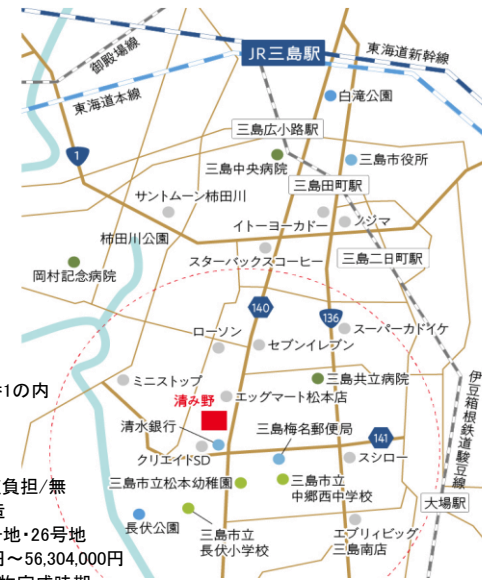 JR三島駅
東海道新幹線
御殿場線
東海道本線
白滝公園
三島広小路駅
1
三島中央病院
三島市役所
三島田町駅
サントムーン柿田川
イトーヨーカドー
ノジマ
柿田川公園
スターバックスコーヒー
三島二日町駅
岡村記念病院
140
136
ローソン
セブンイレブン
スーパーカドイケ
伊豆箱根鉄道駿豆線
ミニストップ
三島共立病院
1の内
清み野
エッグマート松本店
清水銀行
三島梅名郵便局
141
クリエイドSD
スシロー
三島市立松本幼稚園
三島市立
中郷西中学校
大場駅
負担/無
長伏公園
三島市立
長伏小学校
エブリィビッグ
三島南店
号地・26号地
円～56,304,000円